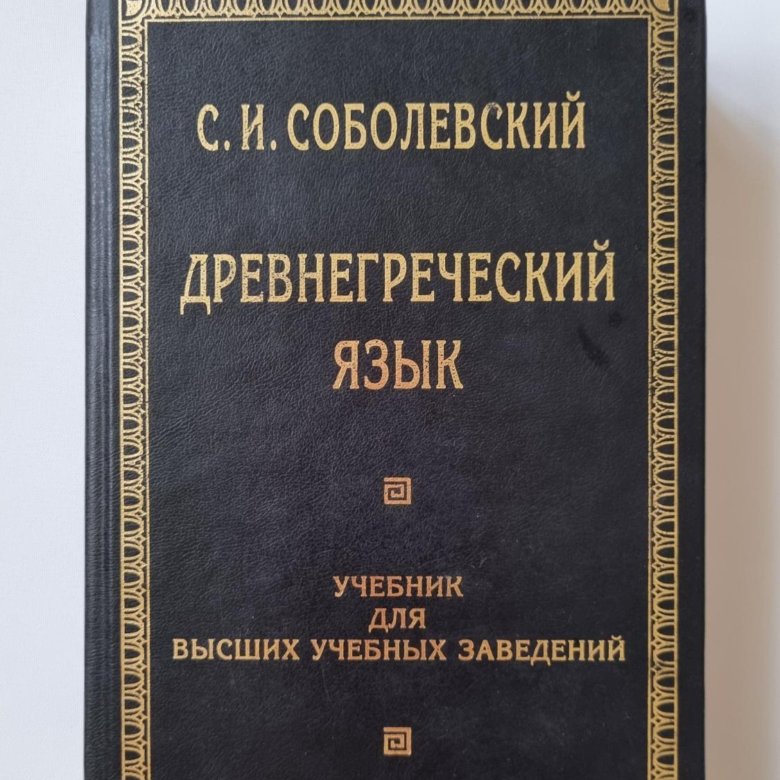 С. И. СОБОЛЕВСКИЙ
ДРЕВНЕГРЕЧЕСКИЙ
ЯЗЫК
УЧЕБНИК
ДЛЯ
ВЫСШИХ УЧЕБНЫХ ЗАВЕДЕНИЙ